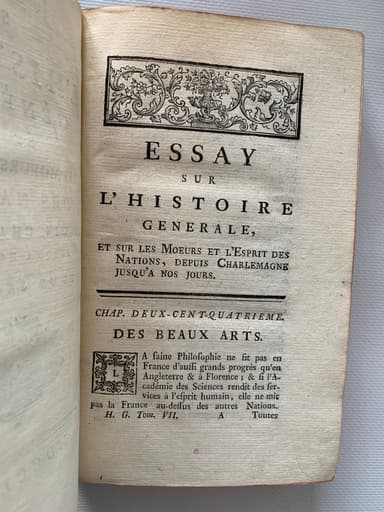 ESSAY
SUR
L'HISTOIRE
GENERALE,
ET SUR LES MOEURS ET L'ESPRIT DES
NATIONS, DEPUIS CHARLEMAGNE
JUSQU'A NOS JOURS.
CHAP. DEUX-CENT-QUATRIEME.
DES BEAUX ARTS.
LA saine Philosophie ne fit pas en
France d'aussi grands progrès qu'en
Angleterre & à Florence; & si l'A-
cadémie des Sciences rendit des ser-
vices à l'esprit humain, elle ne mit
pas la France au-dessus des autres Nations.
H. G. Tom. VII. A Toutes